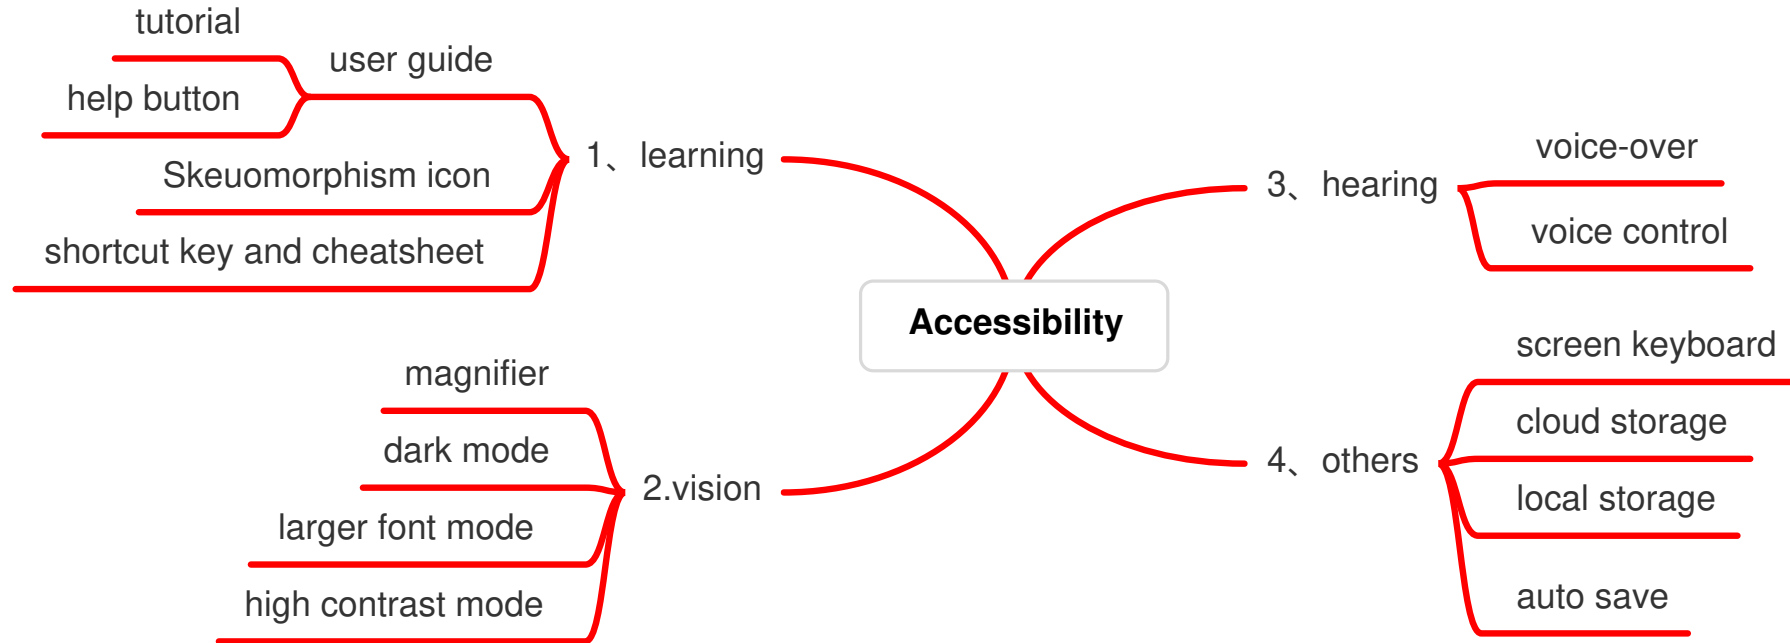 Accessibility
1、learning
user guide
tutorial
help button
Skeuomorphism icon
shortcut key and cheatsheet
2.vision
magnifier
dark mode
larger font mode
high contrast mode
3、hearing
voice-over
voice control
4、others
screen keyboard
cloud storage
local storage
auto save